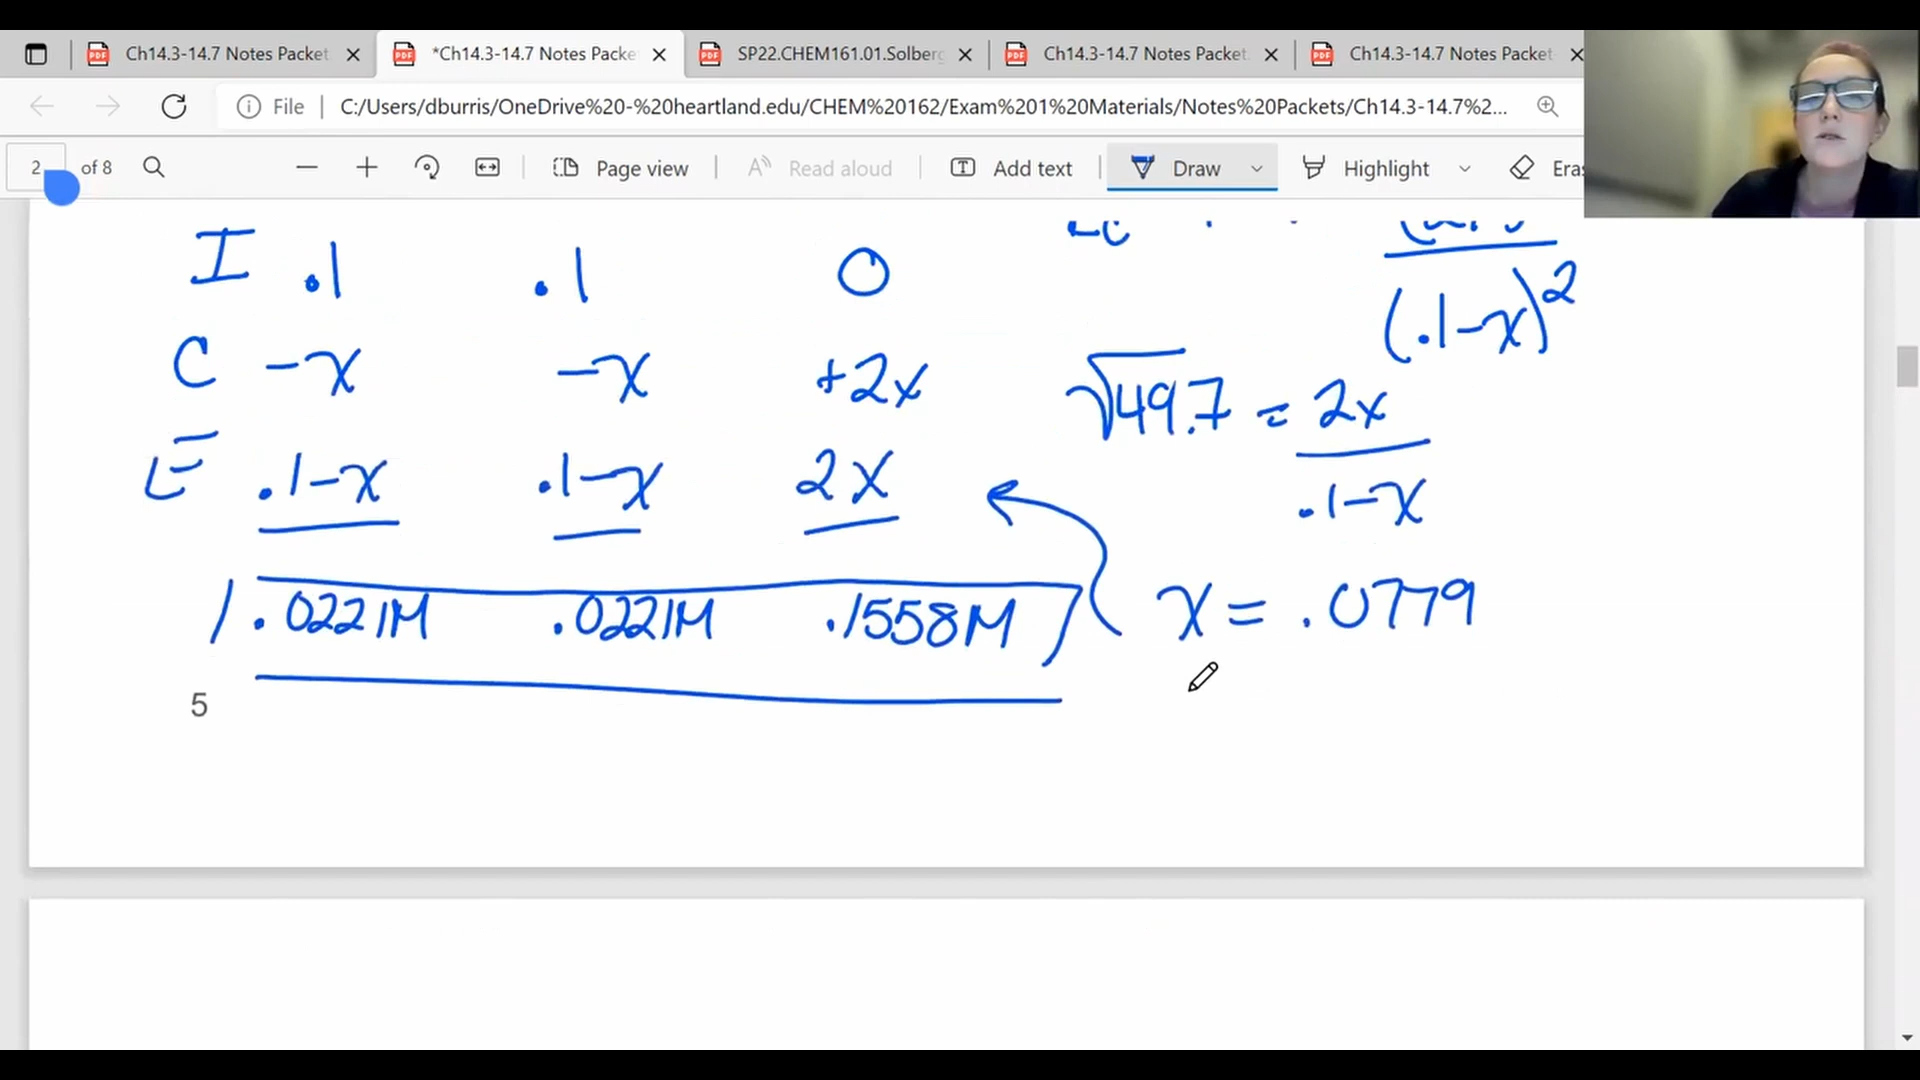 Ch14.3-14.7 Notes Packet
*Ch14.3-14.7 Notes Packe
SP22.CHEM161.01.Solberg
Ch14.3-14.7 Notes Packet
Ch14.3-14.7 Notes Packet
File C:/Users/dburris/OneDrive%20-%20heartland.edu/CHEM%20162/Exam%201%20Materials/Notes%20Packets/Ch14.3-14.7%2...
2 of 8 Page view Read aloud Add text Draw Highlight Eras
I .1 .1 0
(.1-x)²
C -x -x +2x
√49.7 = 2x
E .1-x .1-x 2x
.1-x
.0221M .0221M .1558M
x = .0779
5